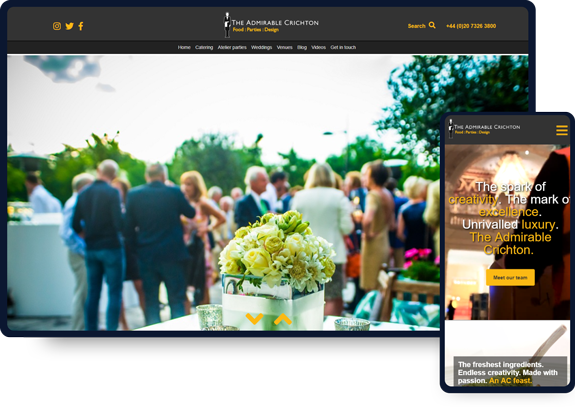 THE ADMIRABLE CRICHTON
Food | Parties | Design
Search
+44 (0)20 7326 3800
Home Catering Atelier parties Weddings Venues Blog Videos Get in touch
THE ADMIRABLE CRICHTON
Food | Parties | Design
The spark of
creativity. The mark of
excellence.
Unrivalled luxury.
The Admirable
Crichton.
Meet our team
The freshest ingredients.
Endless creativity. Made with
passion. An AC feast.